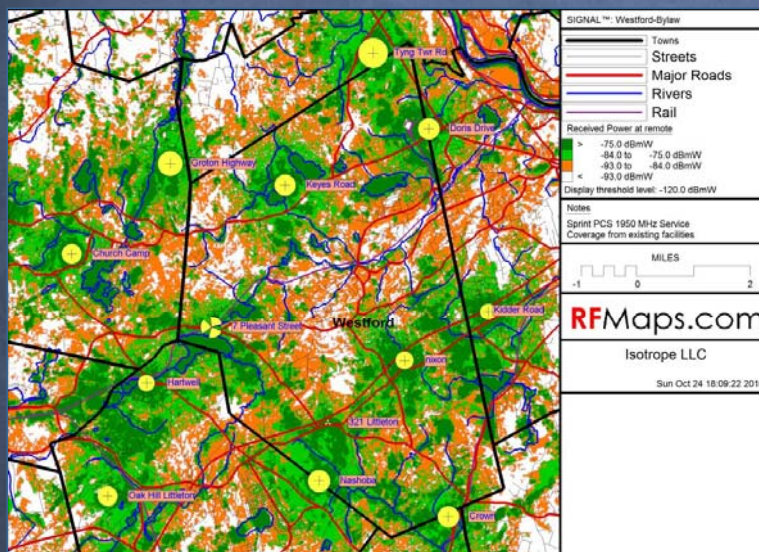 Tyng Twr Rd
Doris Drive
Groton Highway
Keyes Road
Church Camp
Kidder Road
7 Pleasant Street
Westford
nixon
Hartwell
321 Littleton
Nashoba
Oak Hill Littleton
Crown
SIGNAL™: Westford-Bylaw
Towns
Streets
Major Roads
Rivers
Rail
Received Power at remote
> -75.0 dBmW
-84.0 to -75.0 dBmW
-93.0 to -84.0 dBmW
< -93.0 dBmW
Display threshold level: -120.0 dBmW
Notes
Sprint PCS 1950 MHz Service
Coverage from existing facilities
MILES
-1 0 2
RFMaps.com
Isotrope LLC
Sun Oct 24 18:09:22 201